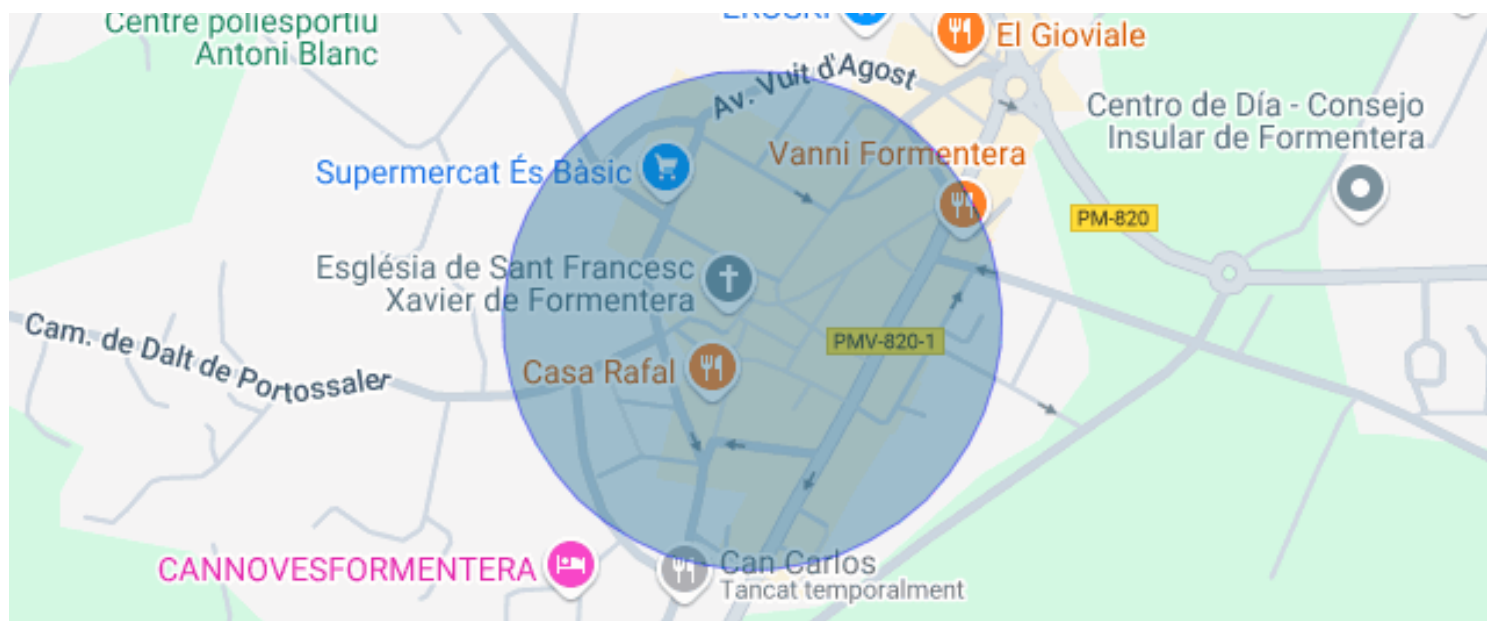 Centre poliesportiu
Antoni Blanc
EROSKI
El Gioviale
Av. Vuit d'Agost
Centro de Día - Consejo
Insular de Formentera
Vanni Formentera
Supermercat És Bàsic
PM-820
Església de Sant Francesc
Xavier de Formentera
Cam. de Dalt de Portossaler
PMV-820-1
Casa Rafal
CANNOVESFORMENTERA
Can Carlos
Tancat temporalment